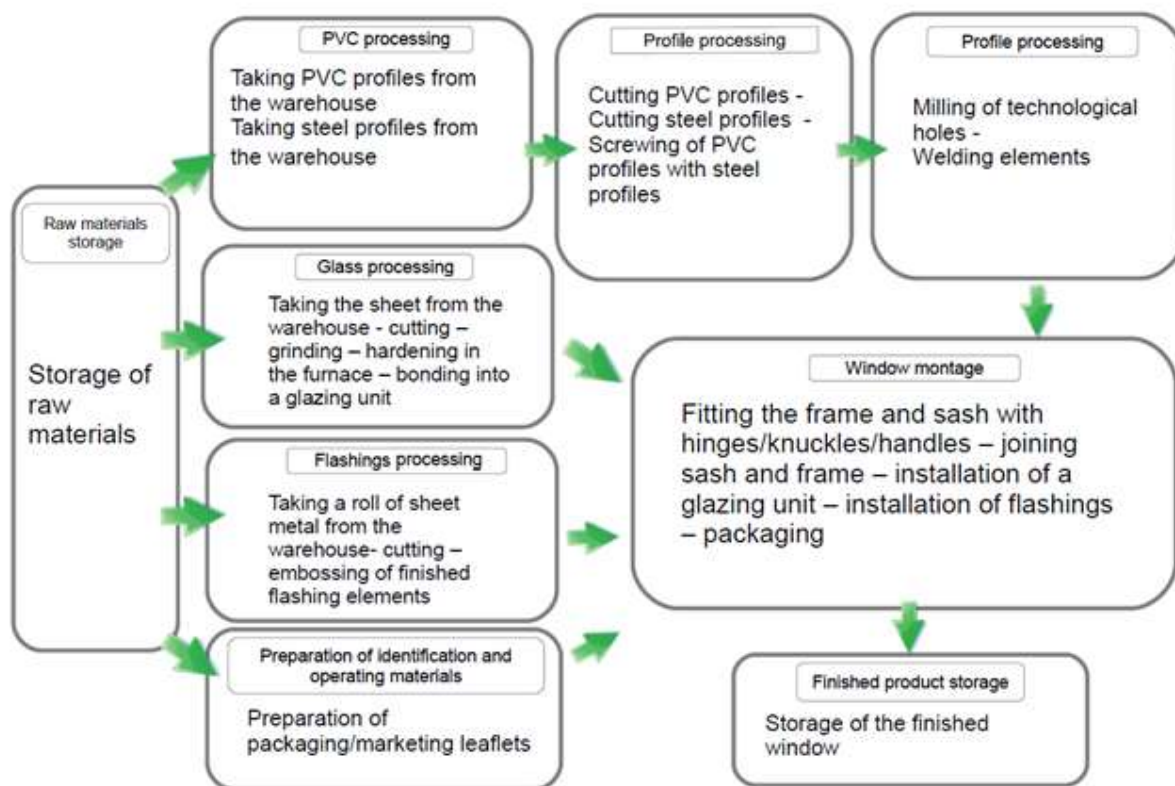 PVC processing
Taking PVC profiles from
the warehouse
Taking steel profiles from
the warehouse
Profile processing
Cutting PVC profiles -
Cutting steel profiles -
Screwing of PVC
profiles with steel
profiles
Profile processing
Milling of technological
holes -
Welding elements
Raw materials
storage
Storage of
raw
materials
Glass processing
Taking the sheet from the
warehouse - cutting –
grinding – hardening in
the furnace – bonding into
a glazing unit
Flashings processing
Taking a roll of sheet
metal from the
warehouse- cutting –
embossing of finished
flashing elements
Preparation of identification and
operating materials
Preparation of
packaging/marketing leaflets
Window montage
Fitting the frame and sash with
hinges/knuckles/handles – joining
sash and frame – installation of a
glazing unit – installation of flashings
– packaging
Finished product storage
Storage of the finished
window